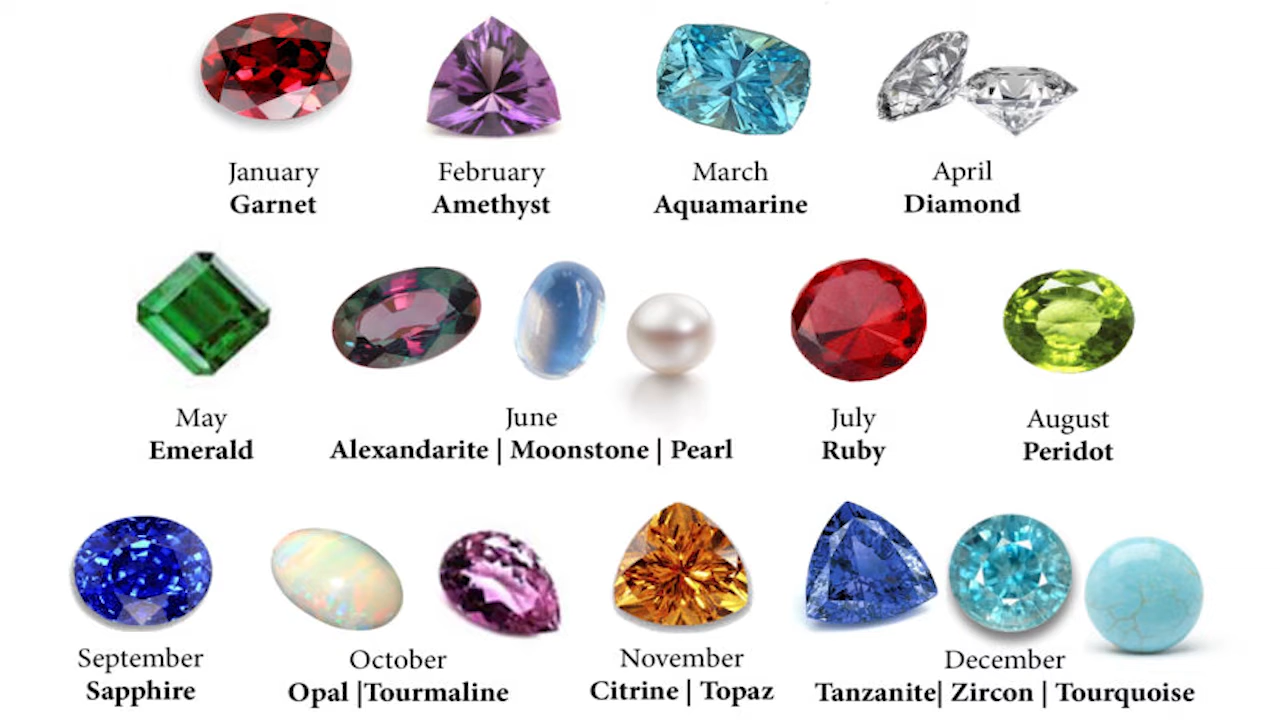 January
Garnet
February
Amethyst
March
Aquamarine
April
Diamond
May
Emerald
June
Alexandarite | Moonstone | Pearl
July
Ruby
August
Peridot
September
Sapphire
October
Opal |Tourmaline
November
Citrine | Topaz
December
Tanzanite| Zircon | Tourquoise